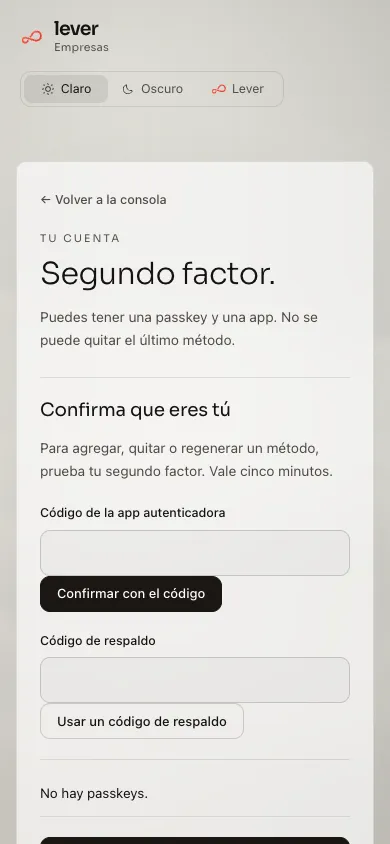 lever
Empresas
Claro
Oscuro
Lever
← Volver a la consola
TU CUENTA
Segundo factor.
Puedes tener una passkey y una app. No se
puede quitar el último método.
Confirma que eres tú
Para agregar, quitar o regenerar un método,
prueba tu segundo factor. Vale cinco minutos.
Código de la app autenticadora
Confirmar con el código
Código de respaldo
Usar un código de respaldo
No hay passkeys.